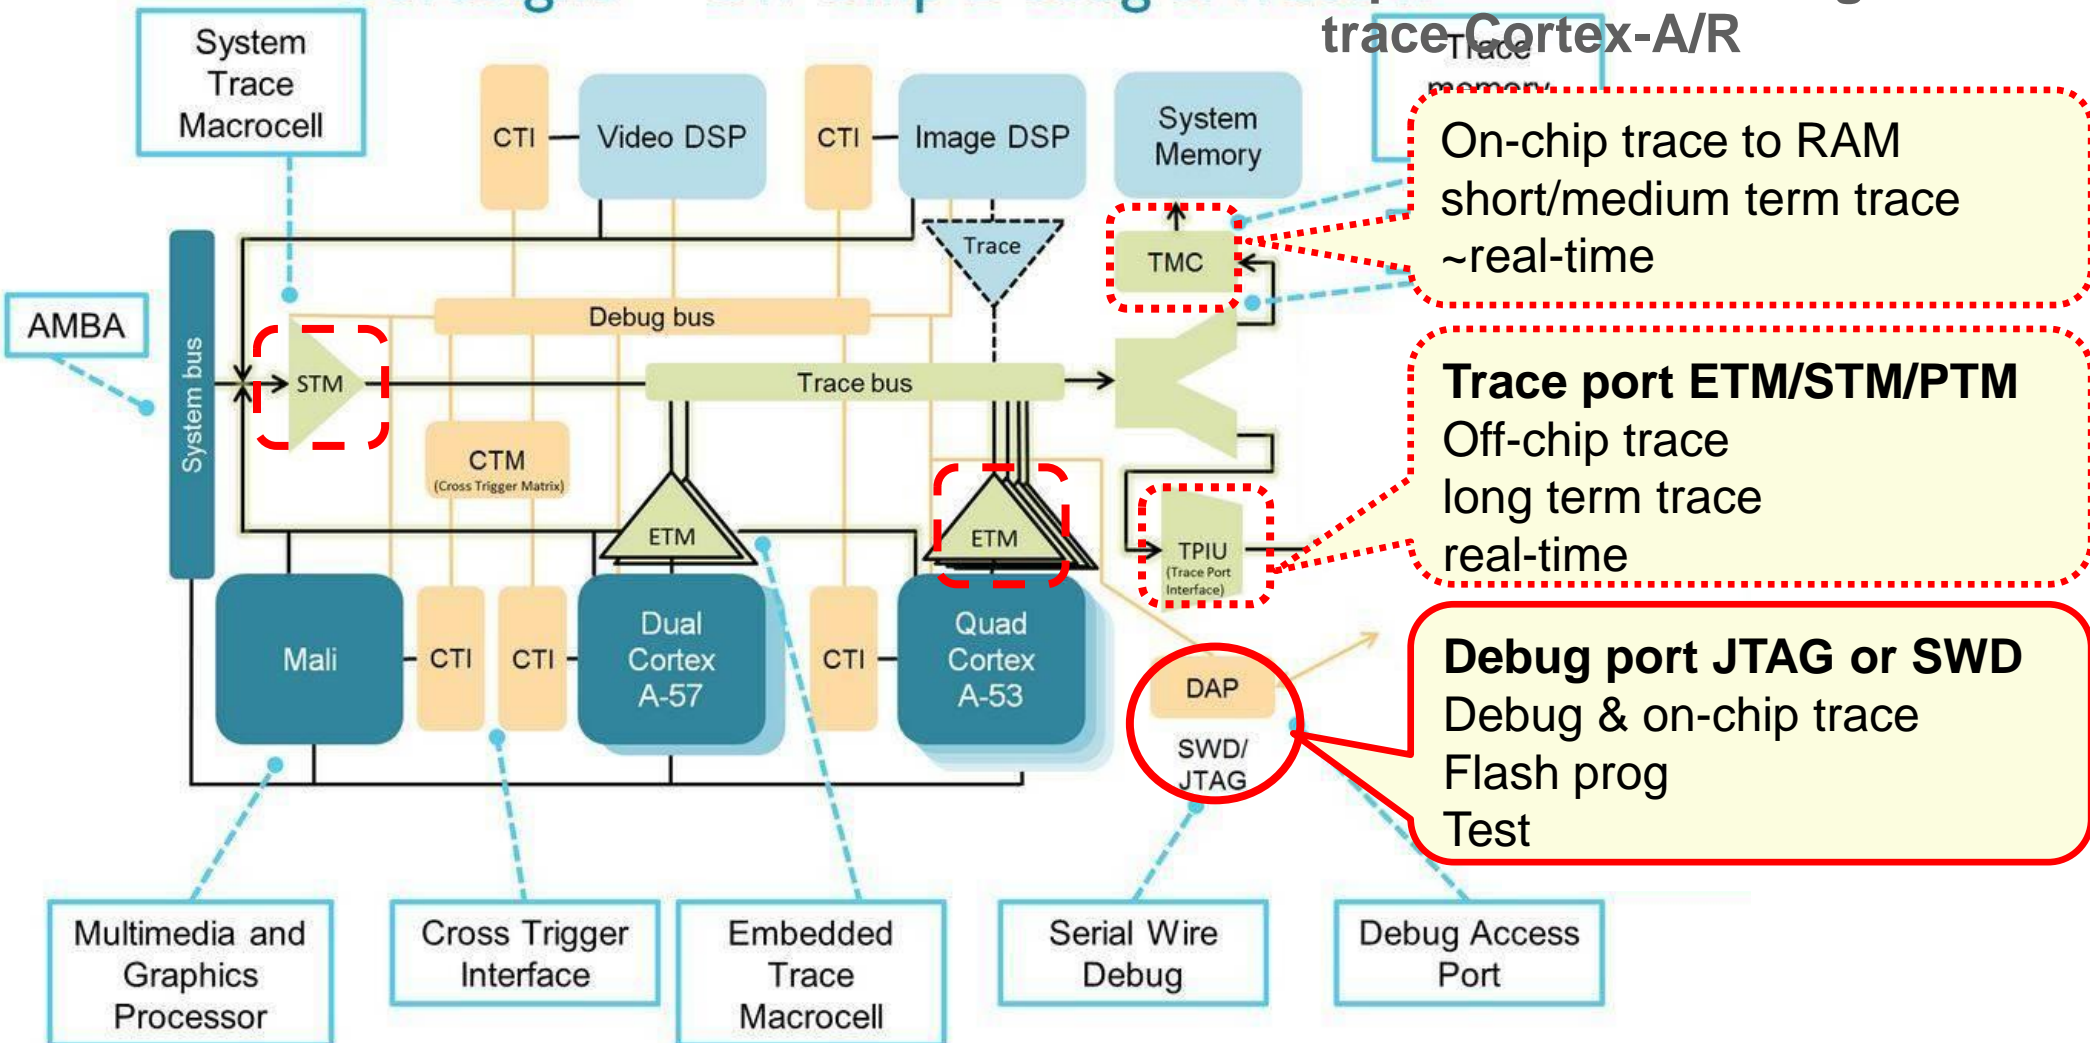 trace Cortex-A/R
System
Trace
Macrocell
Trace
memory
CTI
Video DSP
CTI
Image DSP
System
Memory
On-chip trace to RAM
short/medium term trace
~real-time
Trace
TMC
AMBA
System bus
Debug bus
STM
Trace bus
Trace port ETM/STM/PTM
Off-chip trace
long term trace
real-time
CTM
(Cross Trigger Matrix)
ETM
ETM
TPIU
(Trace Port
Interface)
Mali
CTI
CTI
Dual
Cortex
A-57
CTI
Quad
Cortex
A-53
DAP
SWD/
JTAG
Debug port JTAG or SWD
Debug & on-chip trace
Flash prog
Test
Multimedia and
Graphics
Processor
Cross Trigger
Interface
Embedded
Trace
Macrocell
Serial Wire
Debug
Debug Access
Port